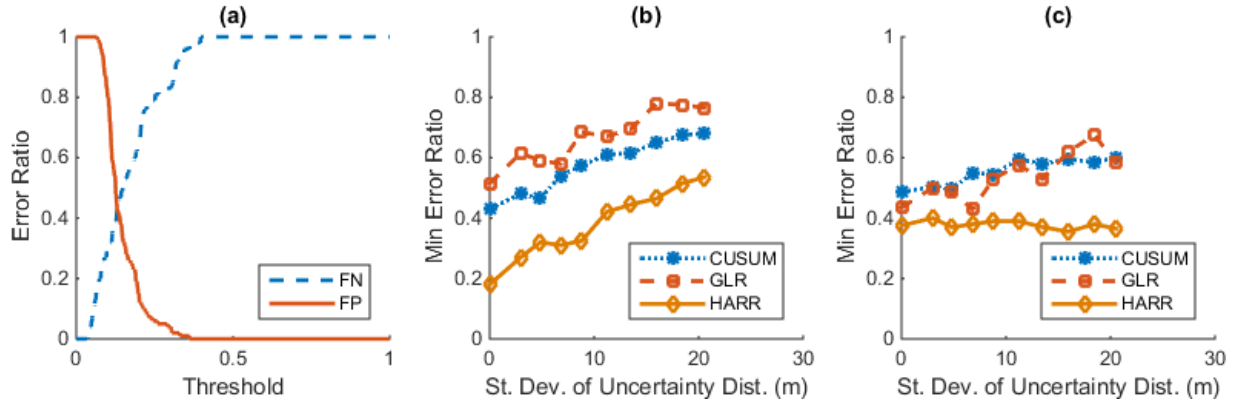 (a)
Error Ratio
1
0.8
0.6
0.4
0.2
0
0 0.5 1
Threshold
FN
FP
(b)
Min Error Ratio
1
0.8
0.6
0.4
0.2
0
0 10 20 30
St. Dev. of Uncertainty Dist. (m)
CUSUM
GLR
HARR
(c)
Min Error Ratio
1
0.8
0.6
0.4
0.2
0
0 10 20 30
St. Dev. of Uncertainty Dist. (m)
CUSUM
GLR
HARR